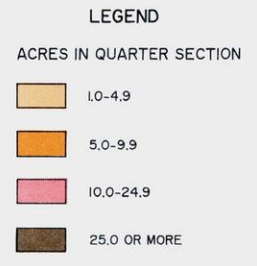 LEGEND
ACRES IN QUARTER SECTION
1.0-4.9
5.0-9.9
10.0-24.9
25.0 OR MORE